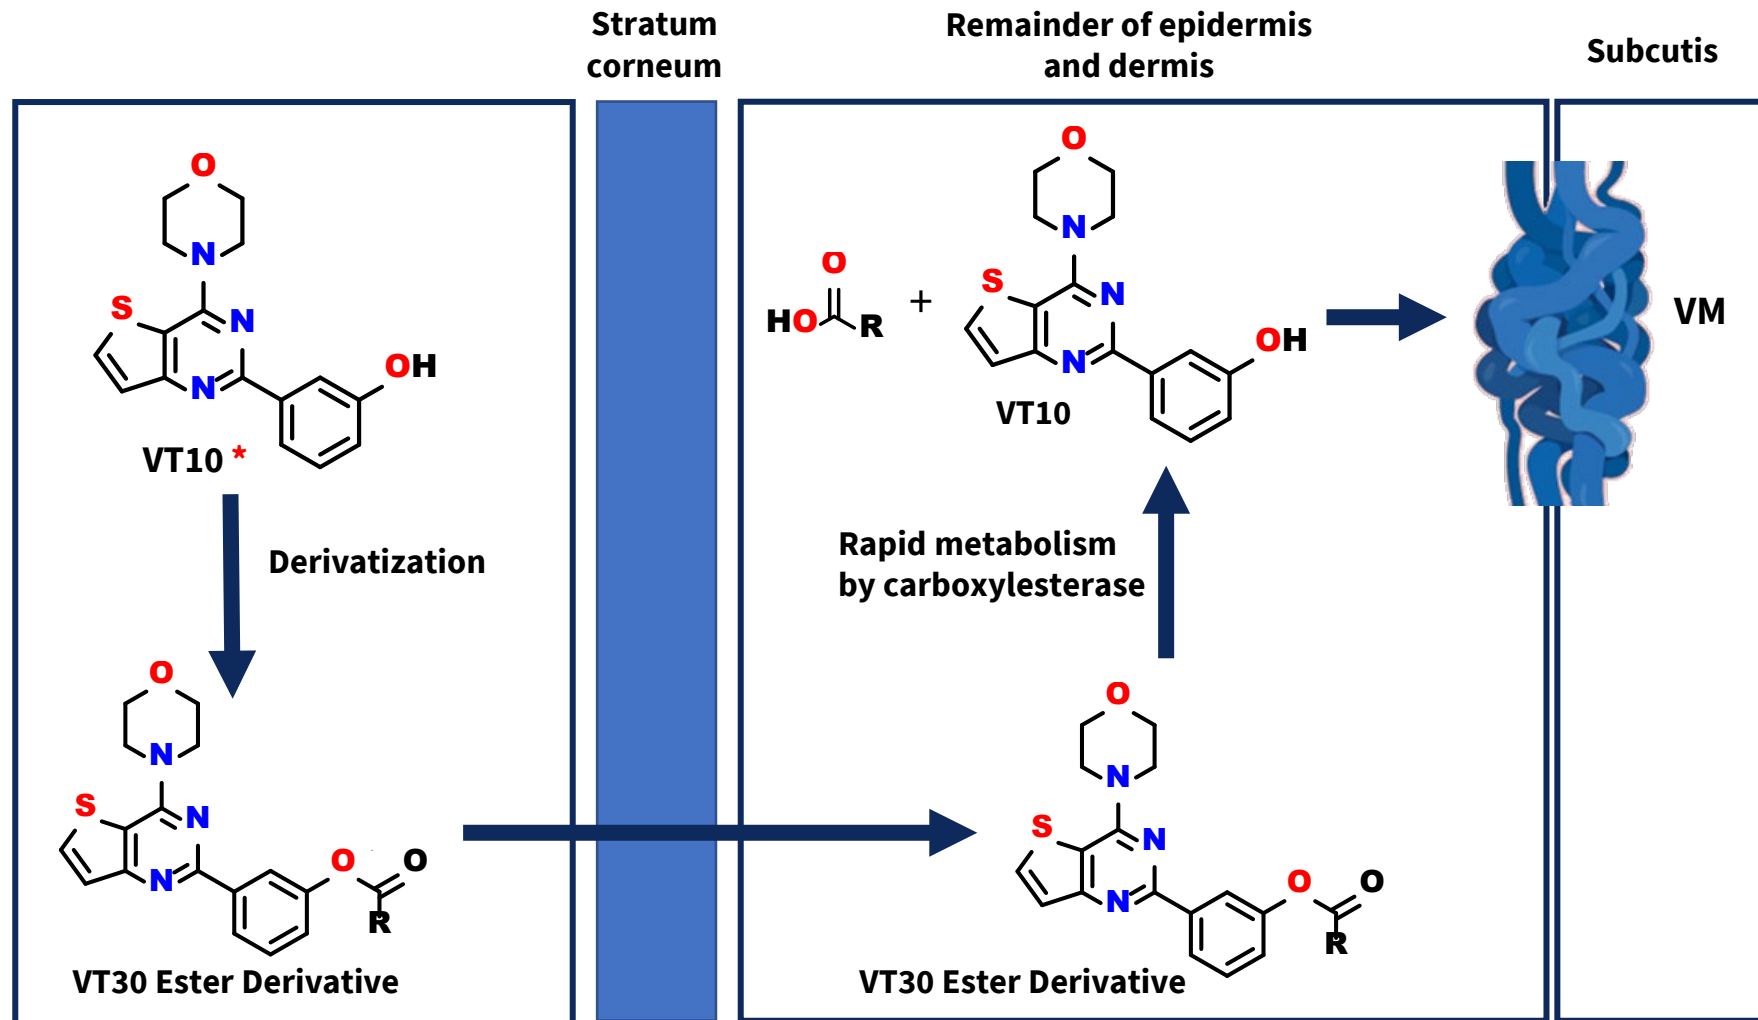 Stratum
corneum
Remainder of epidermis
and dermis
Subcutis
O
N
S
N
N
OH
VT10 *
Derivatization
O
N
S
N
N
O
O
R
VT30 Ester Derivative
O
HO
R
+
O
N
S
N
N
OH
VT10
VM
Rapid metabolism
by carboxylesterase
O
N
S
N
N
O
O
R
VT30 Ester Derivative